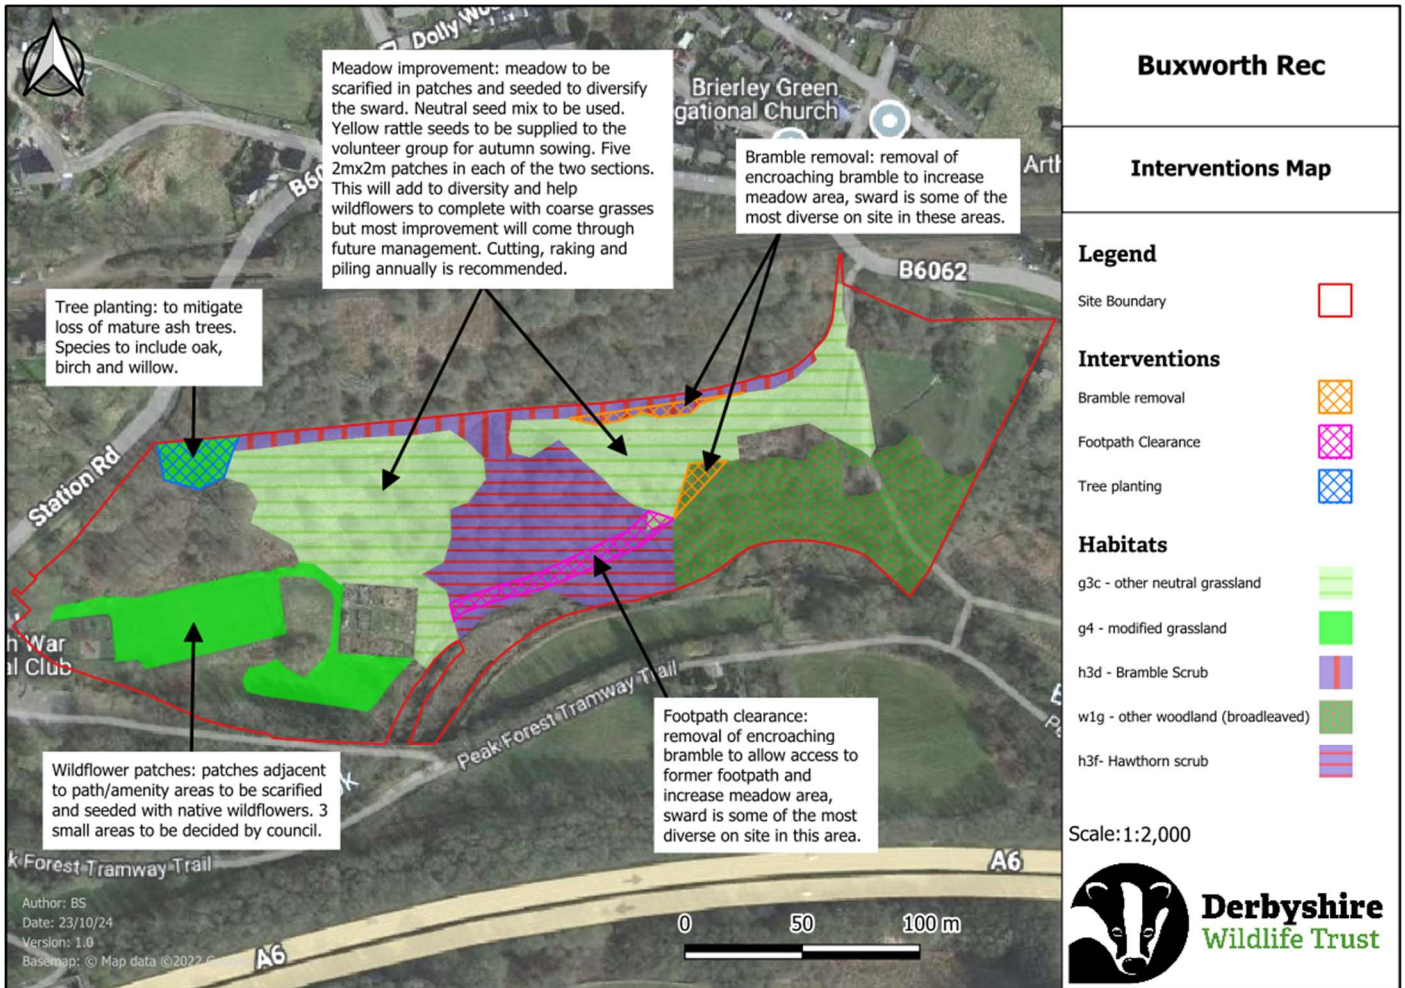 Buxworth Rec
Interventions Map
Legend
Site Boundary
Interventions
Bramble removal
Footpath Clearance
Tree planting
Habitats
g3c - other neutral grassland
g4 - modified grassland
h3d - Bramble Scrub
w1g - other woodland (broadleaved)
h3f- Hawthorn scrub
Scale:1:2,000
Derbyshire
Wildlife Trust
Dolly
Meadow improvement: meadow to be
scarified in patches and seeded to diversify
the sward. Neutral seed mix to be used.
Yellow rattle seeds to be supplied to the
volunteer group for autumn sowing. Five
2mx2m patches in each of the two sections.
This will add to diversity and help
wildflowers to complete with coarse grasses
but most improvement will come through
future management. Cutting, raking and
piling annually is recommended.
Brierley Green
gational Church
Bramble removal: removal of
encroaching bramble to increase
meadow area, sward is some of the
most diverse on site in these areas.
Arth
B60
B6062
Tree planting: to mitigate
loss of mature ash trees.
Species to include oak,
birch and willow.
Station Rd
h War
al Club
Peak Forest Tramway Trail
Footpath clearance:
removal of encroaching
bramble to allow access to
former footpath and
increase meadow area,
sward is some of the most
diverse on site in this area.
Wildflower patches: patches adjacent
to path/amenity areas to be scarified
and seeded with native wildflowers. 3
small areas to be decided by council.
k Forest Tramway Trail
A6
A6
Author: BS
Date: 23/10/24
Version: 1.0
Basemap: © Map data ©2022
0 50 100 m